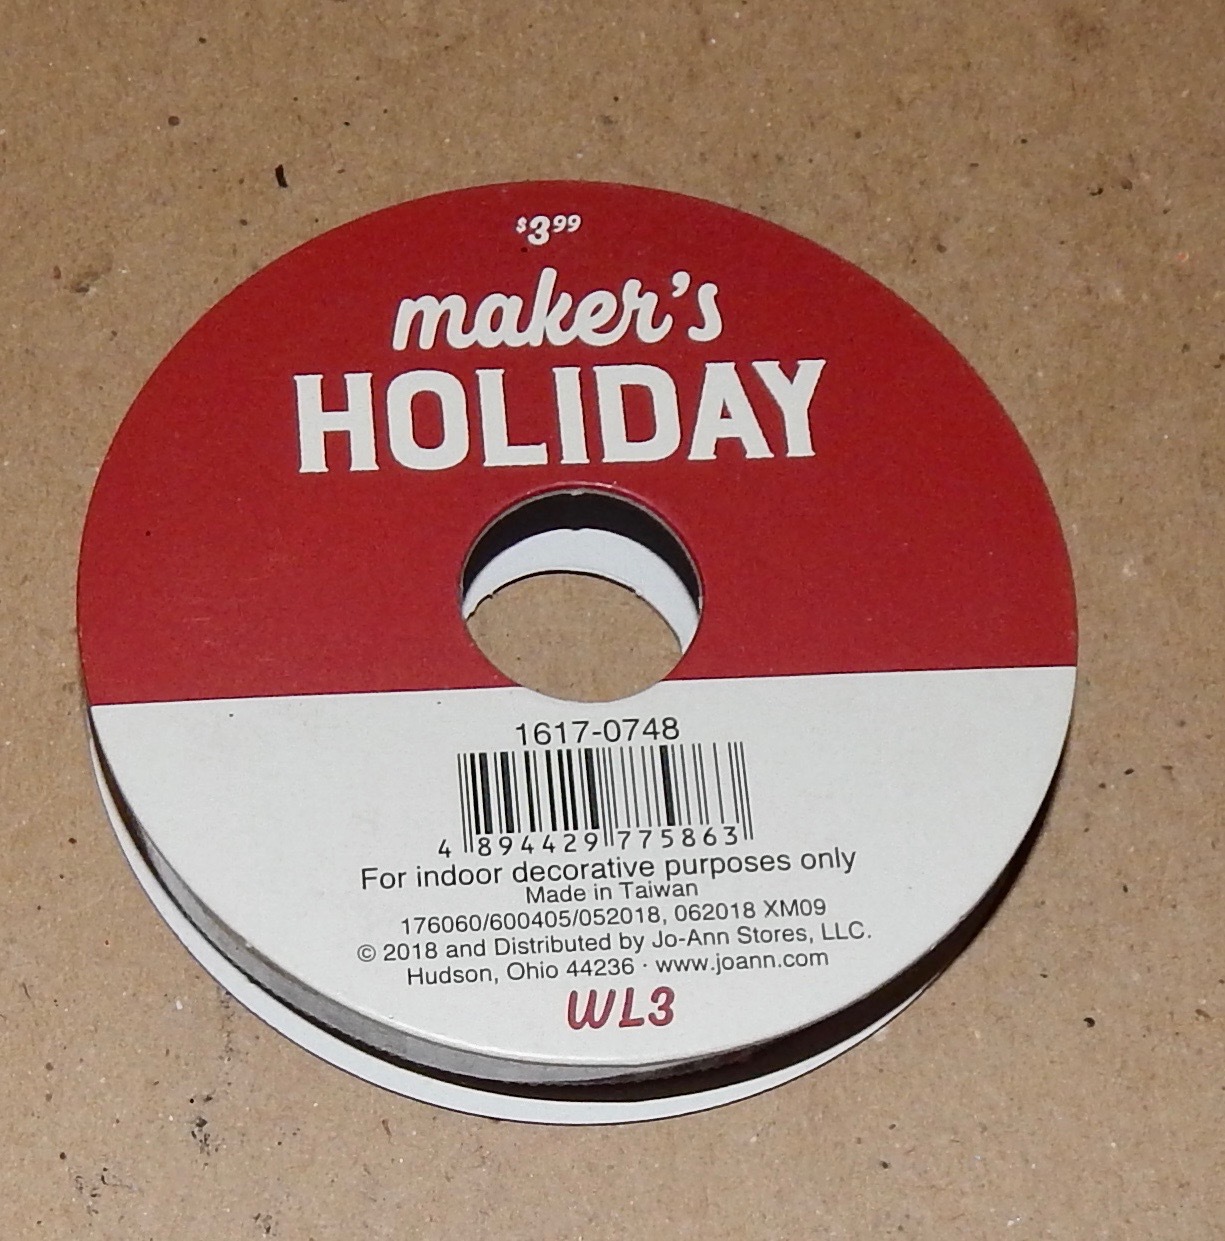 $3.99
maker's
HOLIDAY
1617-0748
4 894429 775863
For indoor decorative purposes only
Made in Taiwan
176060/600405/052018, 062018 XM09
© 2018 and Distributed by Jo-Ann Stores, LLC.
Hudson, Ohio 44236 · www.joann.com
WL3